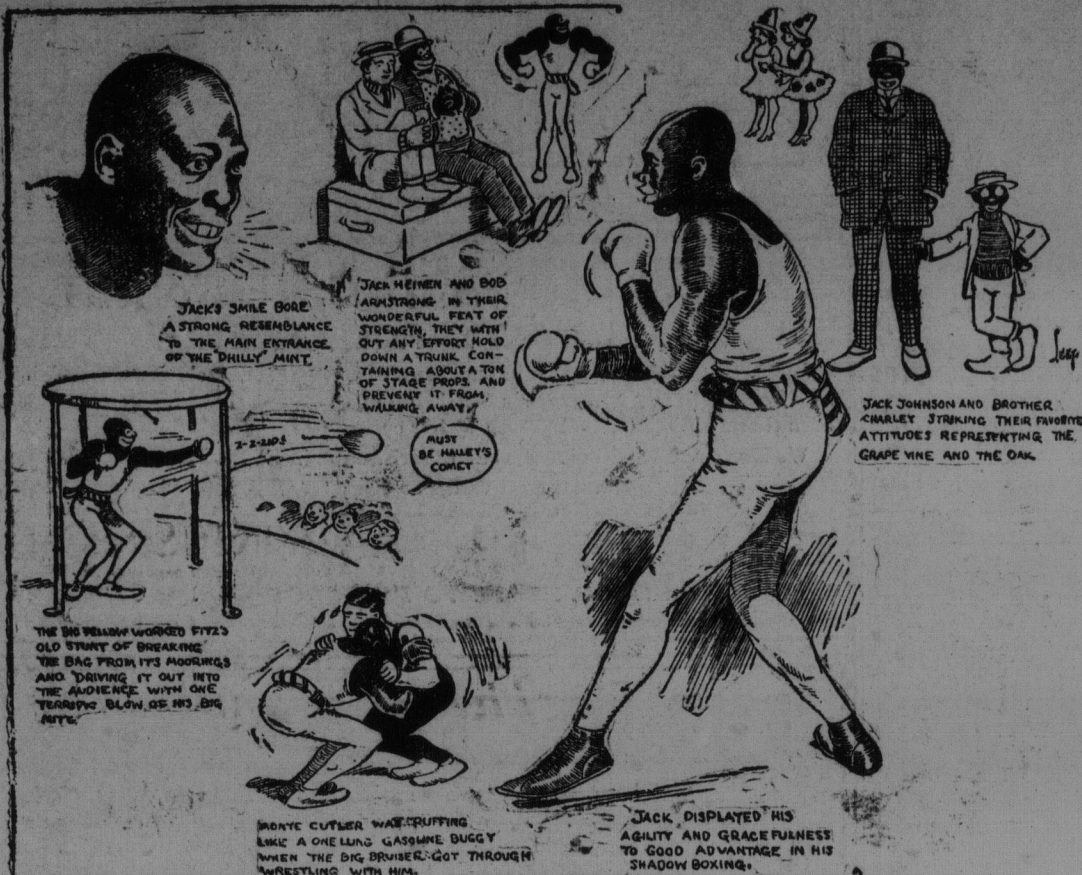 JACK'S SMILE BORE
A STRONG RESEMBLANCE
TO THE MAIN ENTRANCE
OF THE "PHILLY" MINT.
JACK HEINEN AND BOB
ARMSTRONG IN THEIR
WONDERFUL FEAT OF
STRENGTH, THEY WITH
OUT ANY EFFORT HOLD
DOWN A TRUNK CON-
TAINING ABOUT A TON
OF STAGE PROPS. AND
PREVENT IT FROM
WALKING AWAY.
JACK JOHNSON AND BROTHER
CHARLEY STRIKING THEIR FAVORITE
ATTITUDES REPRESENTING THE
GRAPE VINE AND THE OAK
MUST
BE HALLEY'S
COMET
THE BIG FELLOW WORKED FITZ'S
OLD STUNT OF BREAKING
THE BAG FROM ITS MOORINGS
AND DRIVING IT OUT INTO
THE AUDIENCE WITH ONE
TERRIFIC BLOW OF HIS BIG
MITT.
MONTE CUTLER WAS PUFFING
LIKE A ONE LUNG GASOLINE BUGGY
WHEN THE BIG BRUISER GOT THROUGH
WRESTLING WITH HIM.
JACK DISPLAYED HIS
AGILITY AND GRACEFULNESS
TO GOOD ADVANTAGE IN HIS
SHADOW BOXING.